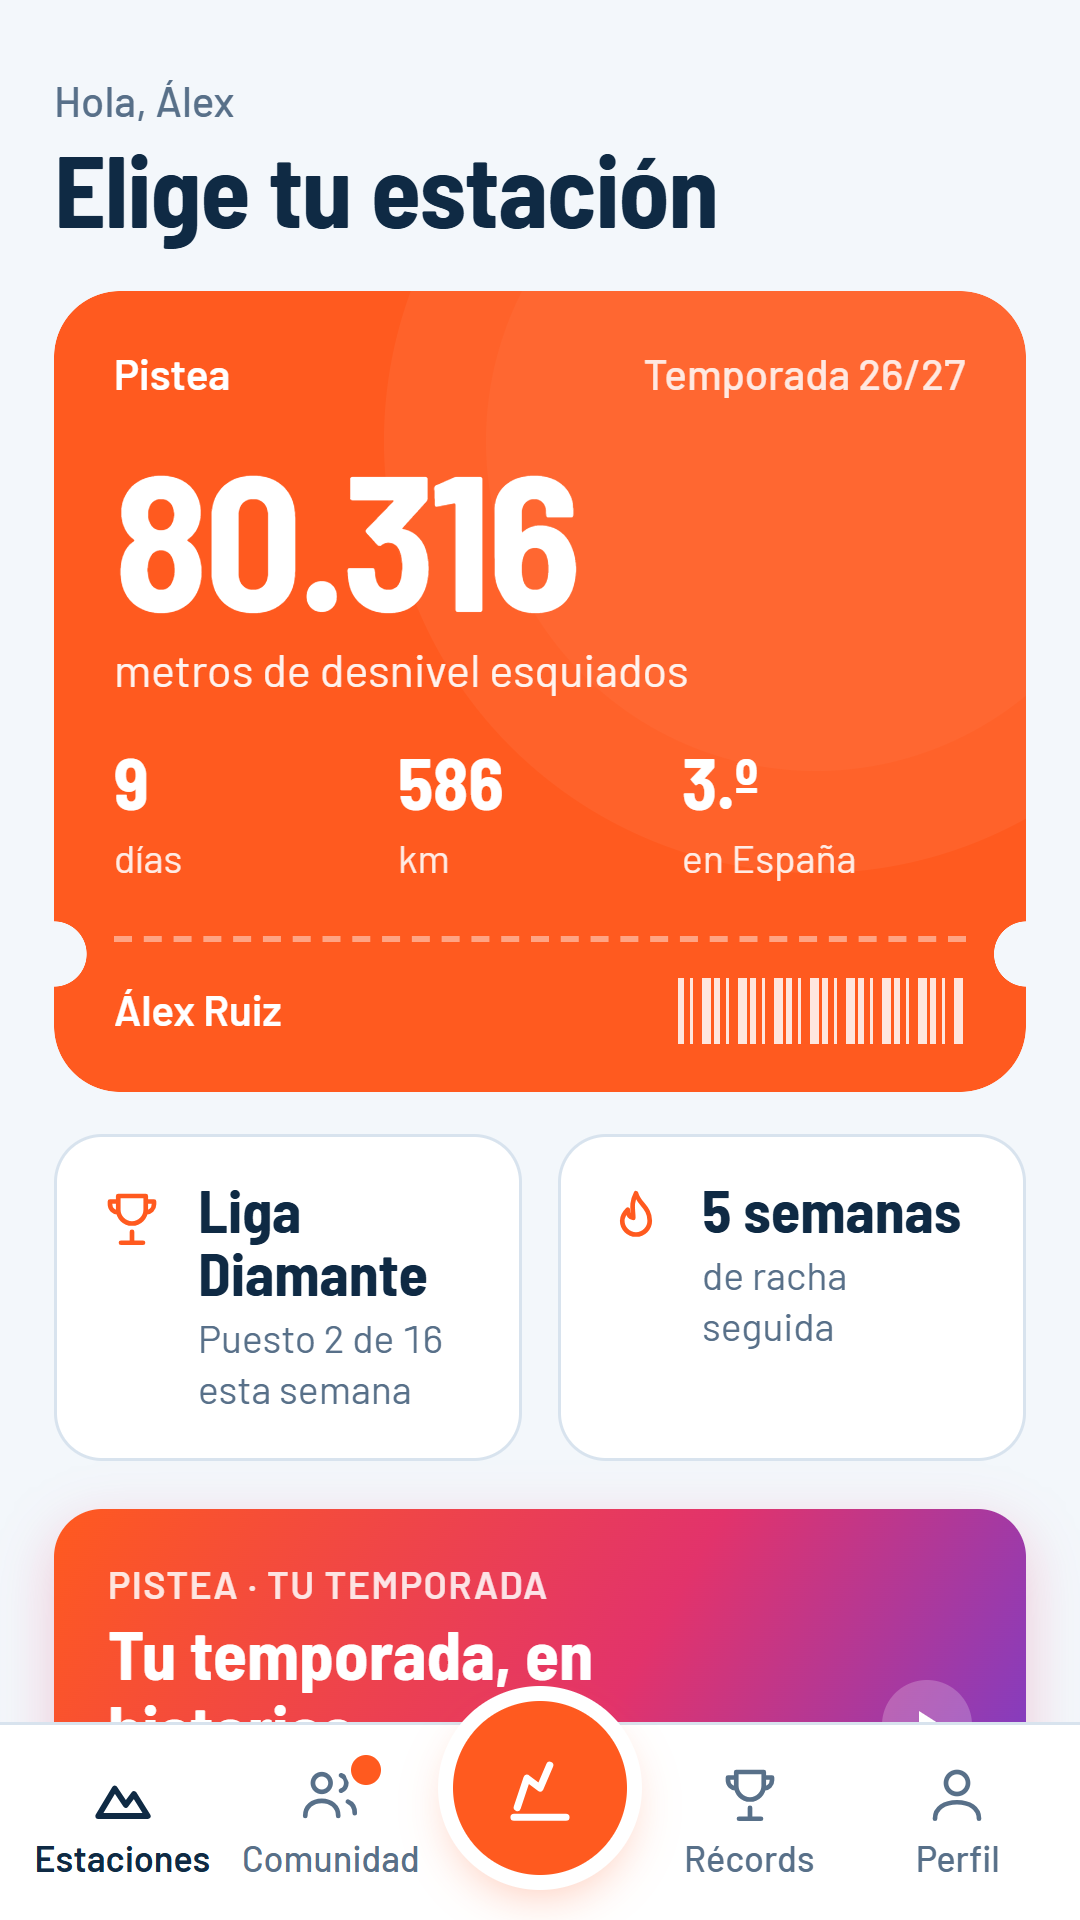 Hola, Álex
Elige tu estación
Pistea
Temporada 26/27
80.316
metros de desnivel esquiados
9
586
3.º
días
km
en España
Álex Ruiz
Liga
Diamante
Puesto 2 de 16
esta semana
5 semanas
de racha
seguida
PISTEA · TU TEMPORADA
Tu temporada, en
Estaciones
Comunidad
Récords
Perfil